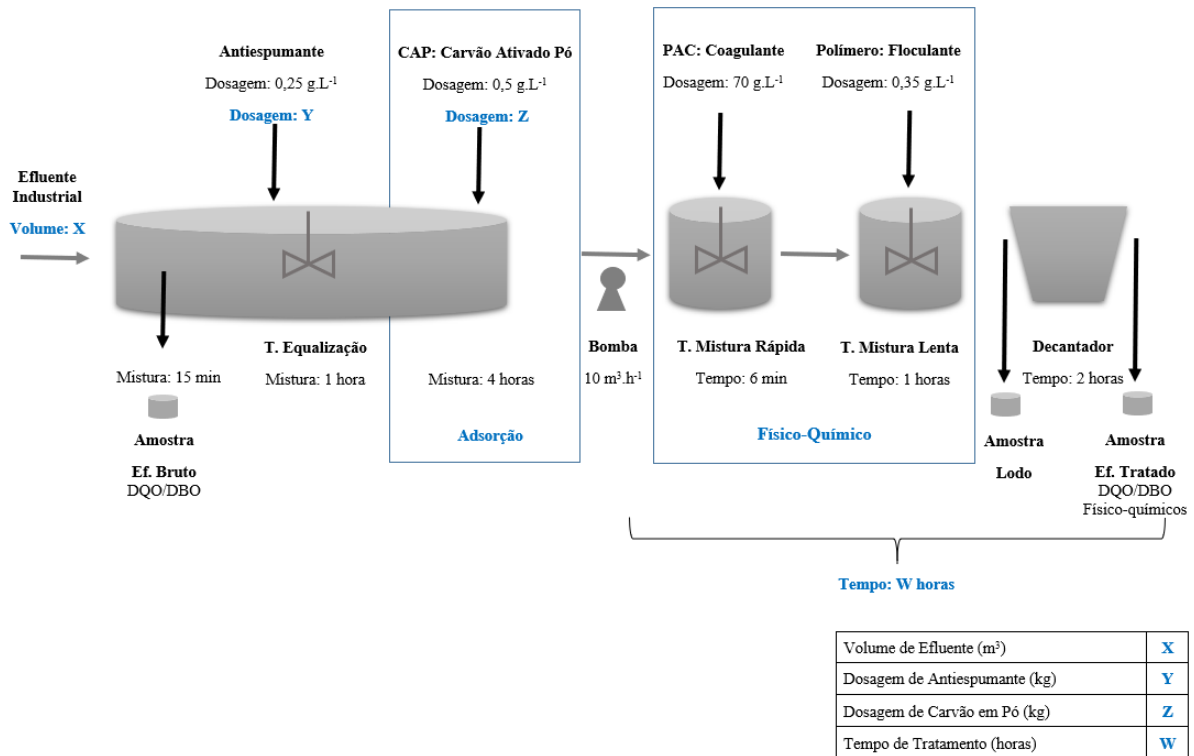 Antiespumante
Dosagem: 0,25 g.L-1
Dosagem: Y
CAP: Carvão Ativado Pó
Dosagem: 0,5 g.L-1
Dosagem: Z
PAC: Coagulante
Dosagem: 70 g.L-1
Polímero: Floculante
Dosagem: 0,35 g.L-1
Efluente
Industrial
Volume: X
T. Equalização
Mistura: 15 min
Mistura: 1 hora
Mistura: 4 horas
Bomba
10 m³.h-1
T. Mistura Rápida
Tempo: 6 min
T. Mistura Lenta
Tempo: 1 horas
Decantador
Tempo: 2 horas
Amostra
Ef. Bruto
DQO/DBO
Adsorção
Físico-Químico
Amostra
Lodo
Amostra
Ef. Tratado
DQO/DBO
Físico-químicos
Tempo: W horas
Volume de Efluente (m³) X
Dosagem de Antiespumante (kg) Y
Dosagem de Carvão em Pó (kg) Z
Tempo de Tratamento (horas) W